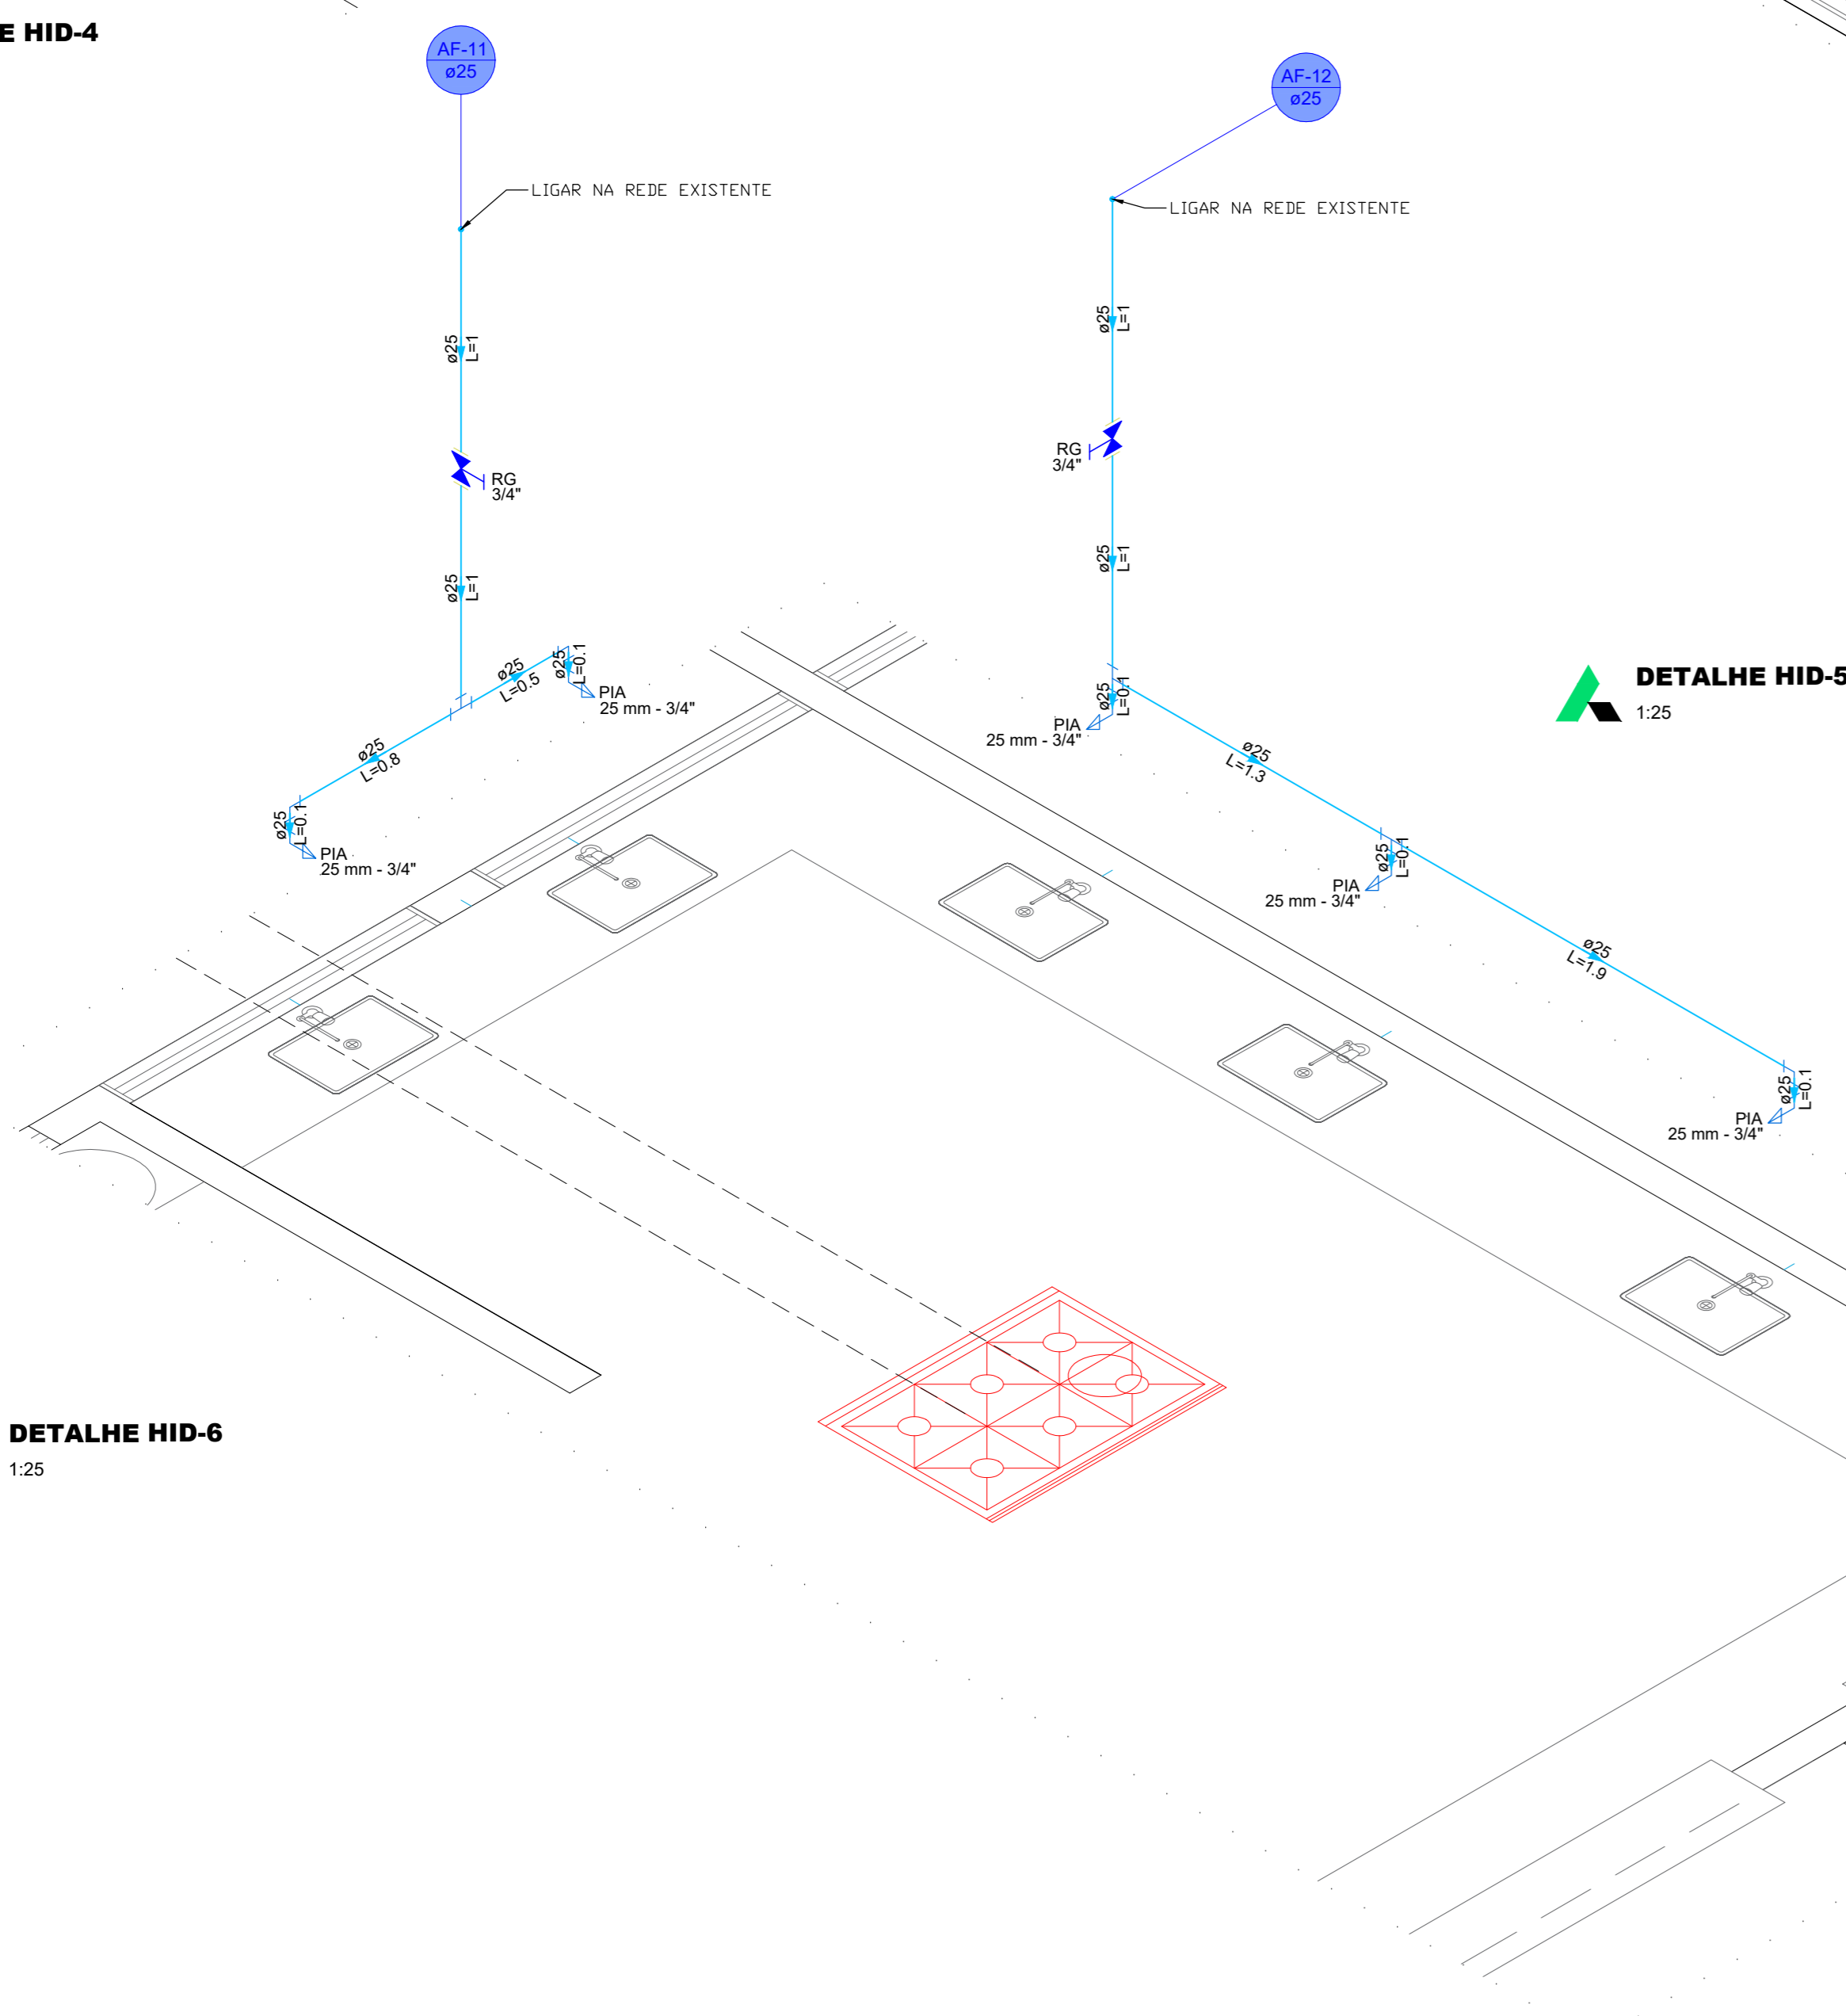 E HID-4
AF-11
ø25
AF-12
ø25
LIGAR NA REDE EXISTENTE
LIGAR NA REDE EXISTENTE
ø25
L=1
ø25
L=1
RG
3/4"
RG
3/4"
ø25
L=1
ø25
L=1
ø25
L=0.5
ø25
L=0.1
PIA
25 mm - 3/4"
ø25
L=0.1
PIA
25 mm - 3/4"
DETALHE HID-5
1:25
ø25
L=0.8
ø25
L=1.3
ø25
L=0.1
PIA
25 mm - 3/4"
ø25
L=0.1
PIA
25 mm - 3/4"
ø25
L=1.9
ø25
L=0.1
PIA
25 mm - 3/4"
DETALHE HID-6
1:25